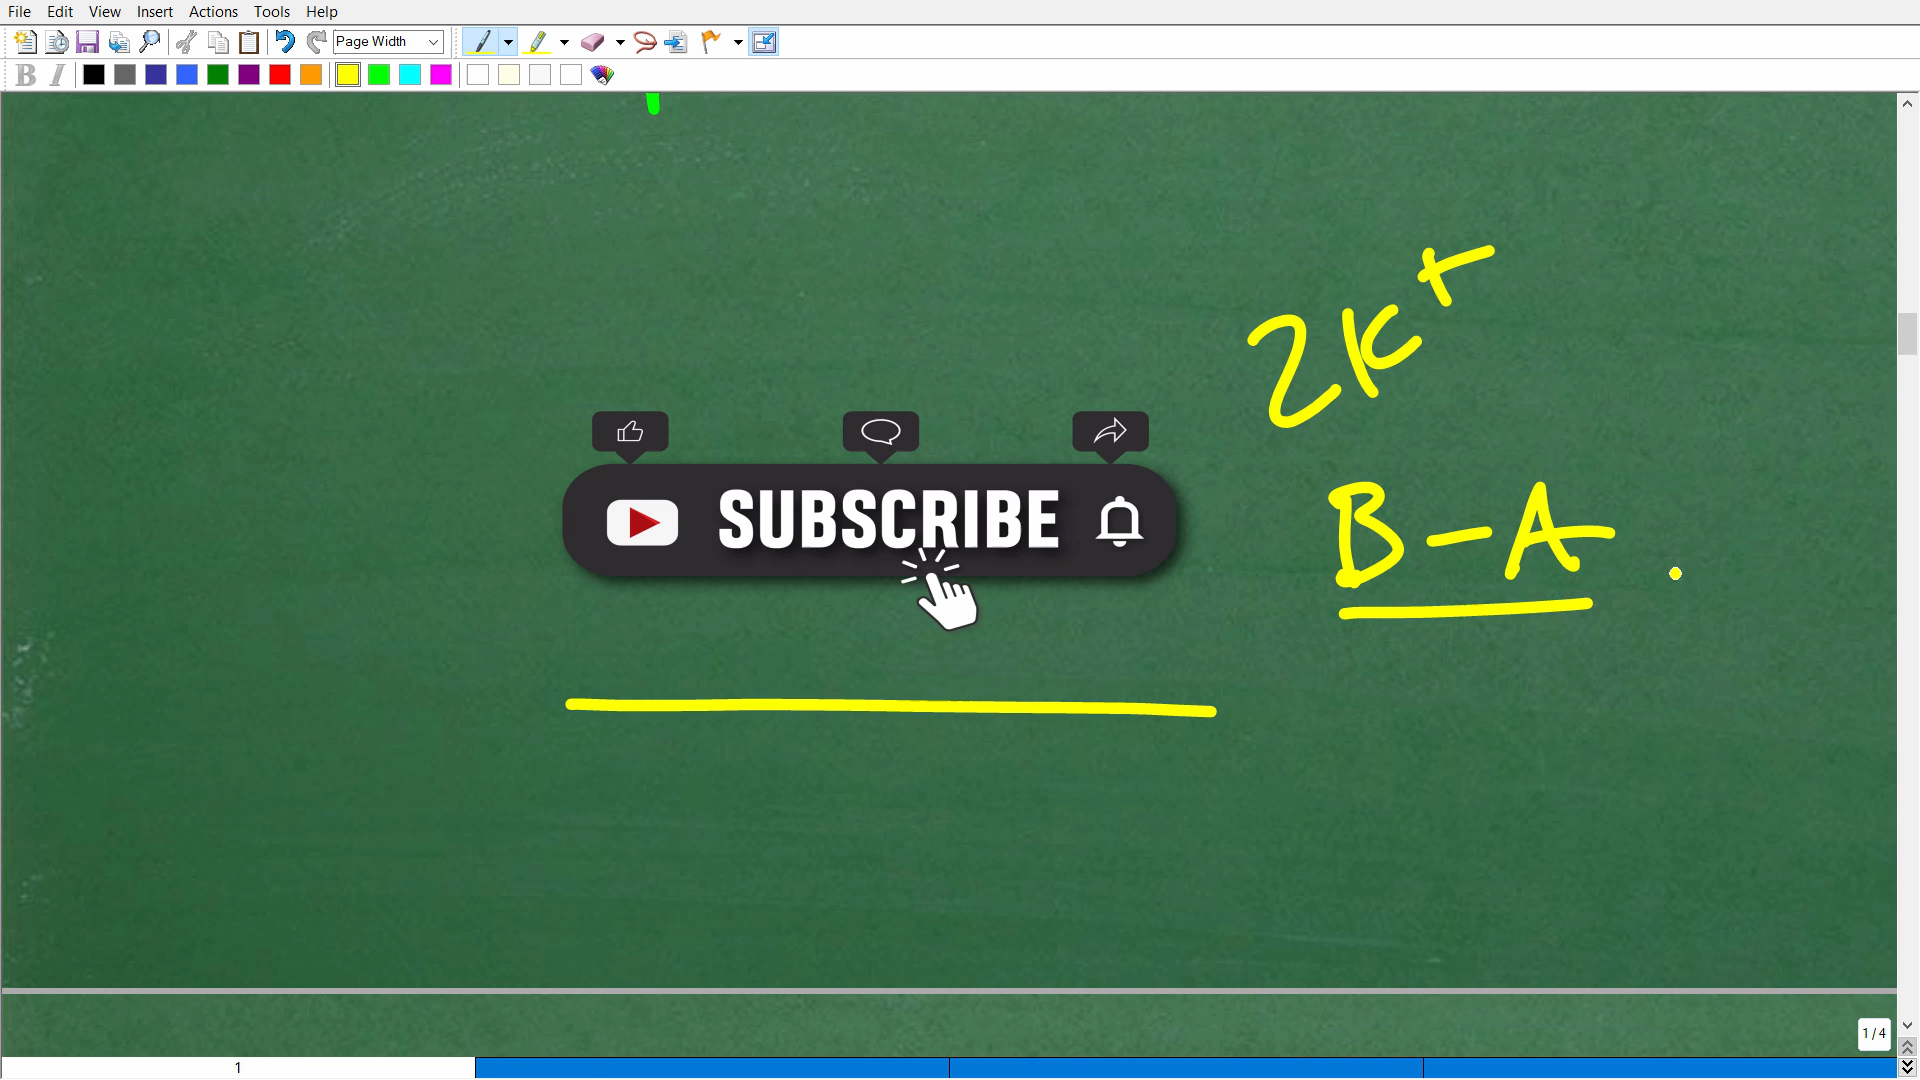 File Edit View Insert Actions Tools Help
Page Width
B I
2K+
SUBSCRIBE
B-A
1 / 4
1